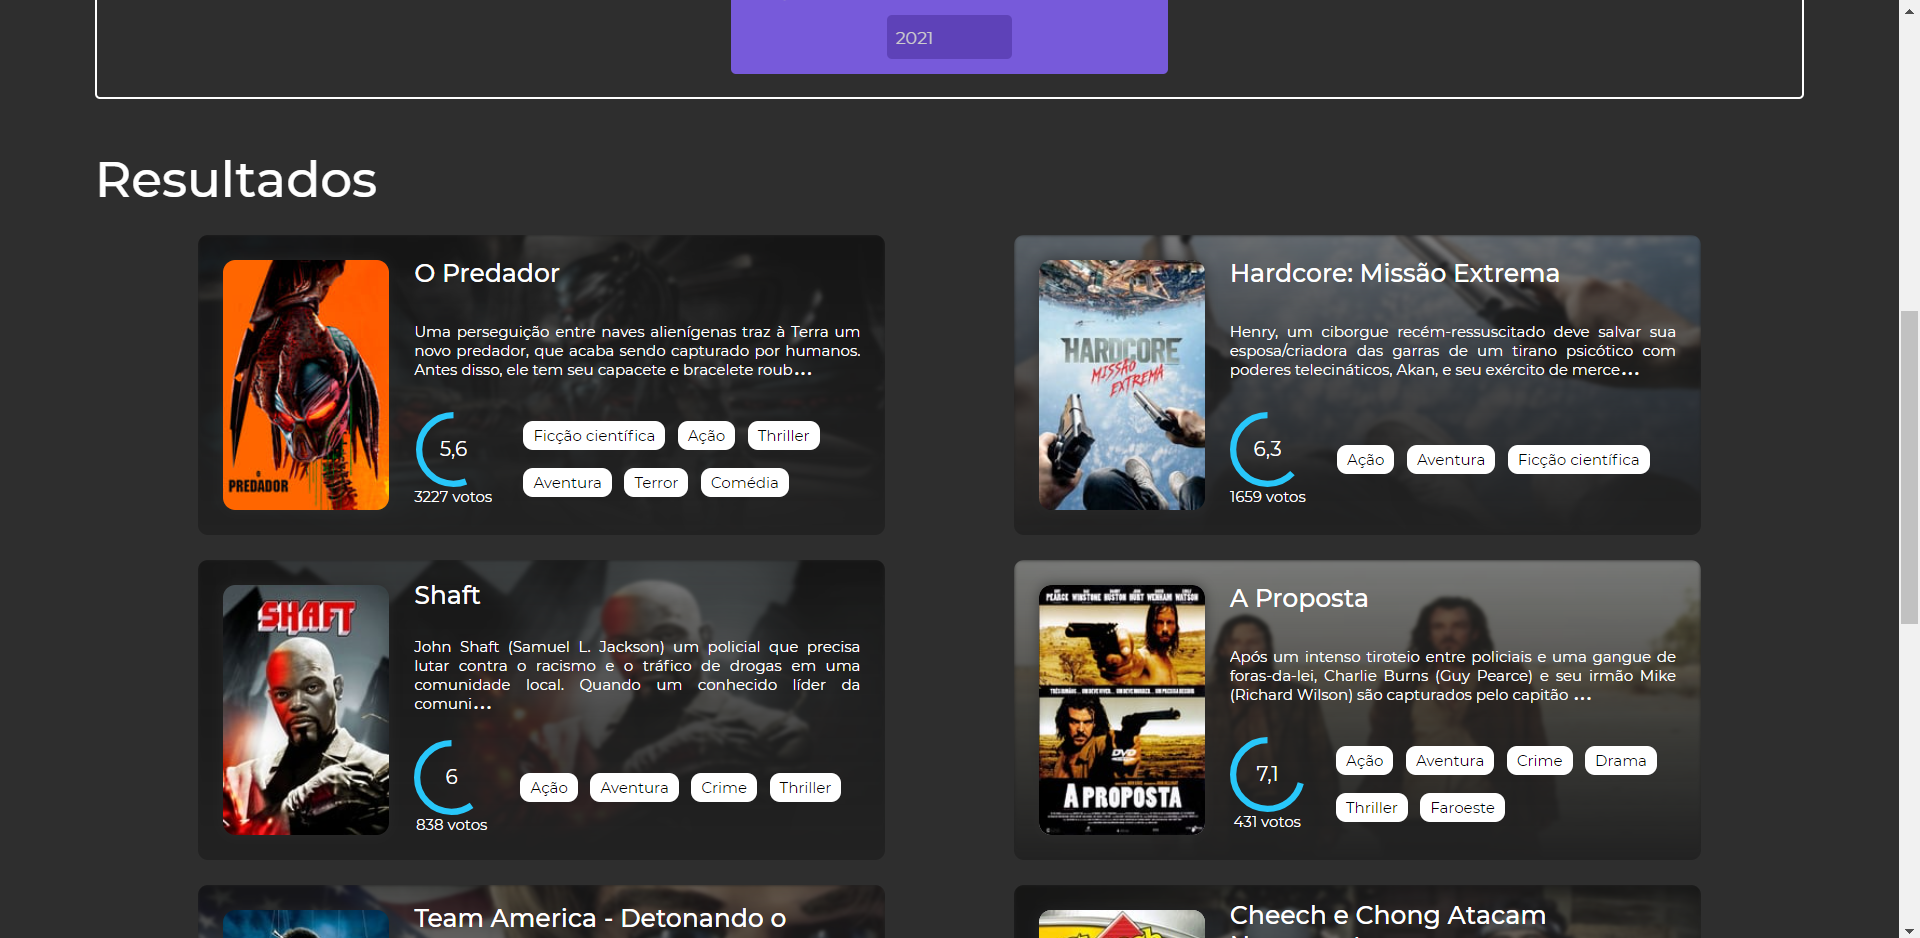 2021
Resultados
O Predador
Uma perseguição entre naves alienígenas traz à Terra um
novo predador, que acaba sendo capturado por humanos.
Antes disso, ele tem seu capacete e bracelete roub...
5,6
3227 votos
Ficção científica
Ação
Thriller
Aventura
Terror
Comédia
O
PREDADOR
Hardcore: Missão Extrema
Henry, um ciborgue recém-ressuscitado deve salvar sua
esposa/criadora das garras de um tirano psicótico com
poderes telecináticos, Akan, e seu exército de merce...
6,3
1659 votos
Ação
Aventura
Ficção científica
HARDCORE
MISSÃO
EXTREMA
Shaft
John Shaft (Samuel L. Jackson) um policial que precisa
lutar contra o racismo e o tráfico de drogas em uma
comunidade local. Quando um conhecido líder da
comuni...
6
838 votos
Ação
Aventura
Crime
Thriller
SHAFT
A Proposta
Após um intenso tiroteio entre policiais e uma gangue de
foras-da-lei, Charlie Burns (Guy Pearce) e seu irmão Mike
(Richard Wilson) são capturados pelo capitão ...
7,1
431 votos
Ação
Aventura
Crime
Drama
Thriller
Faroeste
PEARCE WINSTONE HUSTON HURT WENHAM WATSON
DVD
A PROPOSTA
Team America - Detonando o
Cheech e Chong Atacam